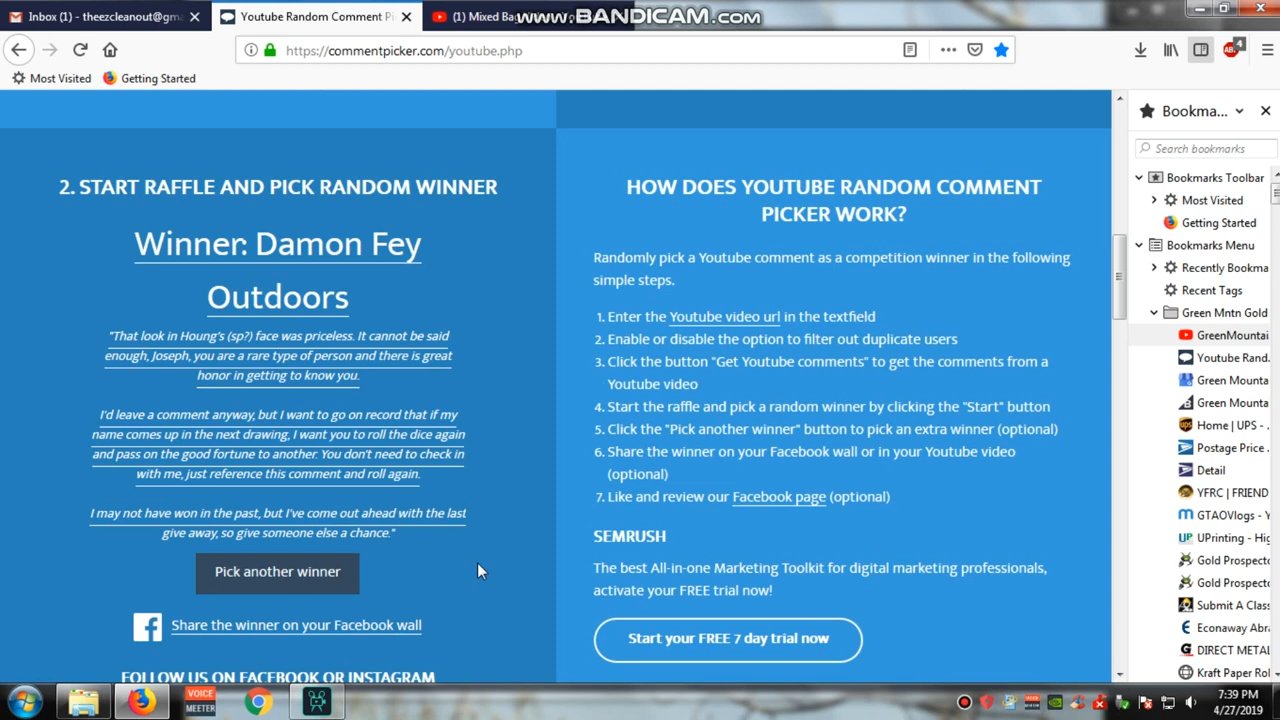 Inbox (1) - theezcleanout@gma
Youtube Random Comment Pi
(1) Mixed Ba
www.BANDICAM.com
https://commentpicker.com/youtube.php
4
Most Visited
Getting Started
2. START RAFFLE AND PICK RANDOM WINNER
Winner: Damon Fey
Outdoors
"That look in Houng's (sp?) face was priceless. It cannot be said
enough, Joseph, you are a rare type of person and there is great
honor in getting to know you.
I'd leave a comment anyway, but I want to go on record that if my
name comes up in the next drawing, I want you to roll the dice again
and pass on the good fortune to another. You don't need to check in
with me, just reference this comment and roll again.
I may not have won in the past, but I've come out ahead with the last
give away, so give someone else a chance."
Pick another winner
Share the winner on your Facebook wall
FOLLOW US ON FACEBOOK OR INSTAGRAM
HOW DOES YOUTUBE RANDOM COMMENT
PICKER WORK?
Randomly pick a Youtube comment as a competition winner in the following
simple steps.
1. Enter the Youtube video url in the textfield
2. Enable or disable the option to filter out duplicate users
3. Click the button "Get Youtube comments" to get the comments from a
Youtube video
4. Start the raffle and pick a random winner by clicking the "Start" button
5. Click the "Pick another winner" button to pick an extra winner (optional)
6. Share the winner on your Facebook wall or in your Youtube video
(optional)
7. Like and review our Facebook page (optional)
SEMRUSH
The best All-in-one Marketing Toolkit for digital marketing professionals,
activate your FREE trial now!
Start your FREE 7 day trial now
Bookma...
Search bookmarks
Bookmarks Toolbar
Most Visited
Getting Started
Bookmarks Menu
Recently Bookma
Recent Tags
Green Mntn Gold
GreenMountai
Youtube Rand.
Green Mounta
Green Mounta
Home | UPS - .
Postage Price .
Detail
YFRC | FRIEND
GTAOVlogs - Y
UPrinting - Hig
Gold Prospecto
Gold Prospecto
Submit A Class
Econaway Abra
DIRECT METAL
Kraft Paper Rol
VOICE
MEETER
7:39 PM
4/27/2019